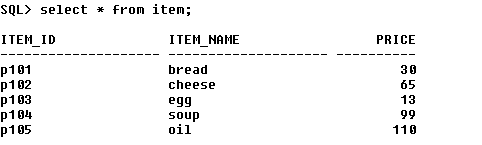 SQL> select * from item;
ITEM_ID ITEM_NAME PRICE
-------------------- -------------------- ----------
p101 bread 30
p102 cheese 65
p103 egg 13
p104 soup 99
p105 oil 110